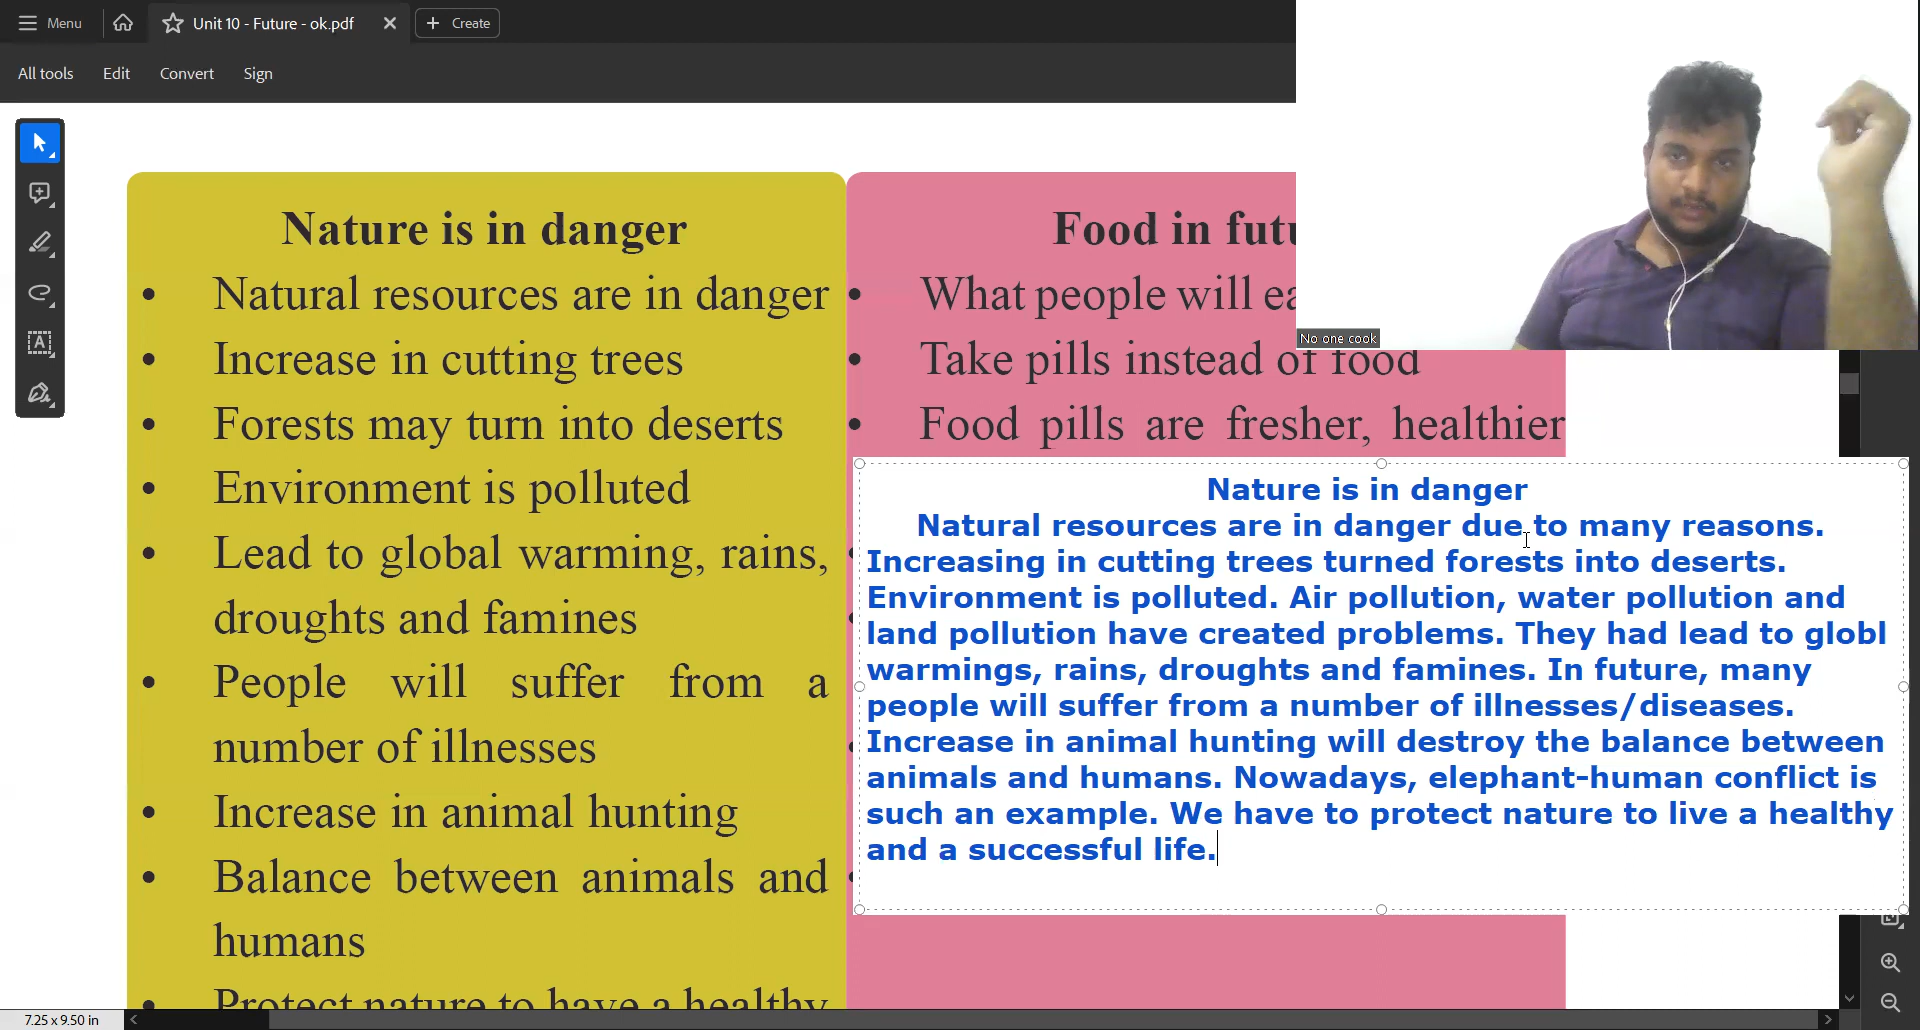 Menu
Unit 10 - Future - ok.pdf
Create
All tools Edit Convert Sign
Nature is in danger
• Natural resources are in danger
• Increase in cutting trees
• Forests may turn into deserts
• Environment is polluted
• Lead to global warming, rains,
droughts and famines
• People will suffer from a
number of illnesses
• Increase in animal hunting
• Balance between animals and
humans
• Protect nature to have a healthy
Food in
• What people will
• Take pills instead of food
• Food pills are fresher, healthier
No one cook
Nature is in danger
Natural resources are in danger due to many reasons.
Increasing in cutting trees turned forests into deserts.
Environment is polluted. Air pollution, water pollution and
land pollution have created problems. They had lead to globl
warmings, rains, droughts and famines. In future, many
people will suffer from a number of illnesses/diseases.
Increase in animal hunting will destroy the balance between
animals and humans. Nowadays, elephant-human conflict is
such an example. We have to protect nature to live a healthy
and a successful life.
7.25 x 9.50 in